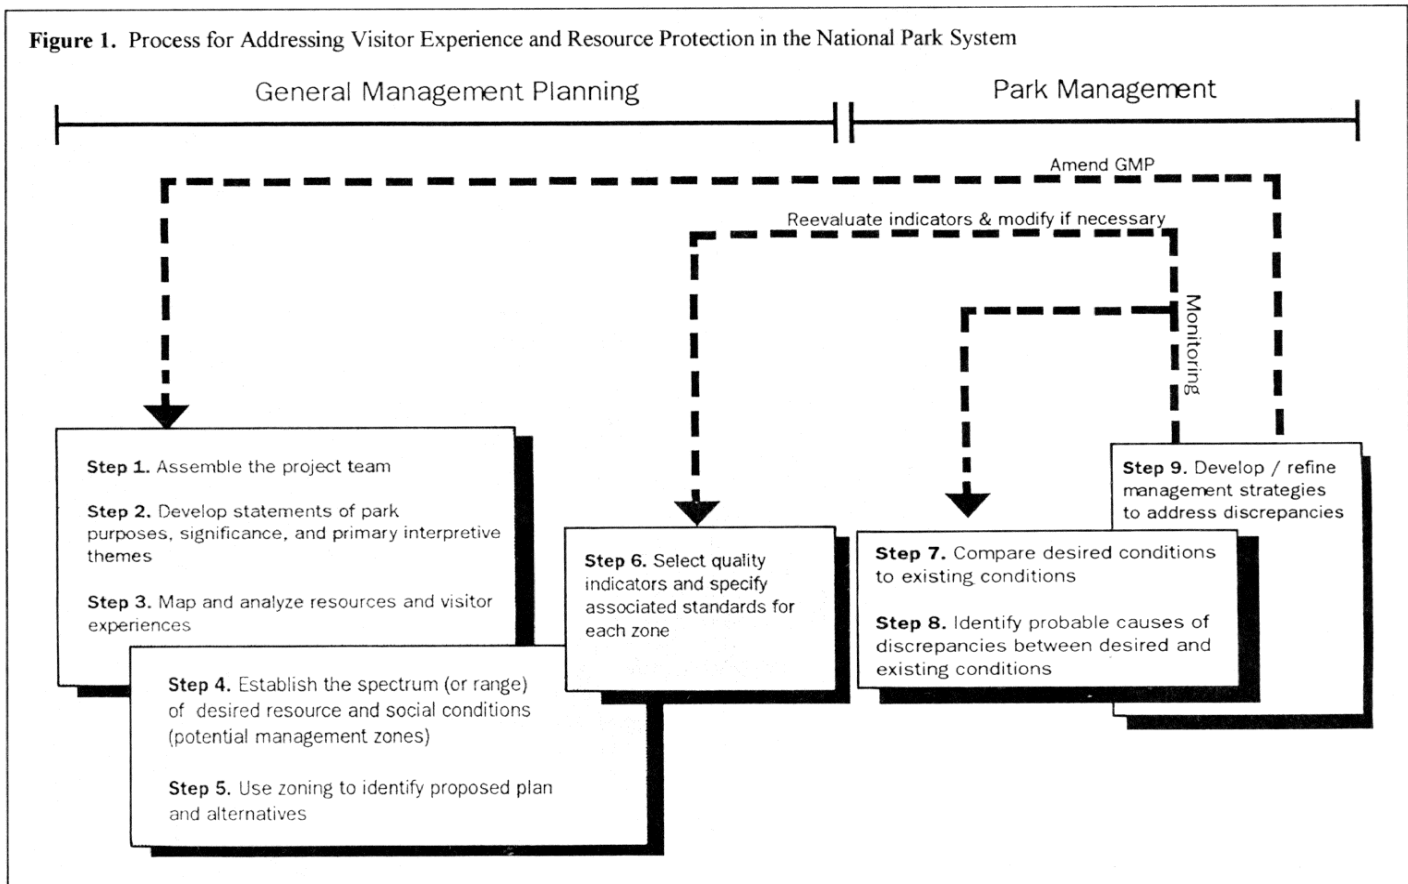 Figure 1. Process for Addressing Visitor Experience and Resource Protection in the National Park System
General Management Planning
Park Management
Amend GMP
Reevaluate indicators & modify if necessary
Monitoring
Step 1. Assemble the project team
Step 2. Develop statements of park
purposes, significance, and primary interpretive
themes
Step 3. Map and analyze resources and visitor
experiences
Step 4. Establish the spectrum (or range)
of desired resource and social conditions
(potential management zones)
Step 5. Use zoning to identify proposed plan
and alternatives
Step 6. Select quality
indicators and specify
associated standards for
each zone
Step 7. Compare desired conditions
to existing conditions
Step 8. Identify probable causes of
discrepancies between desired and
existing conditions
Step 9. Develop / refine
management strategies
to address discrepancies